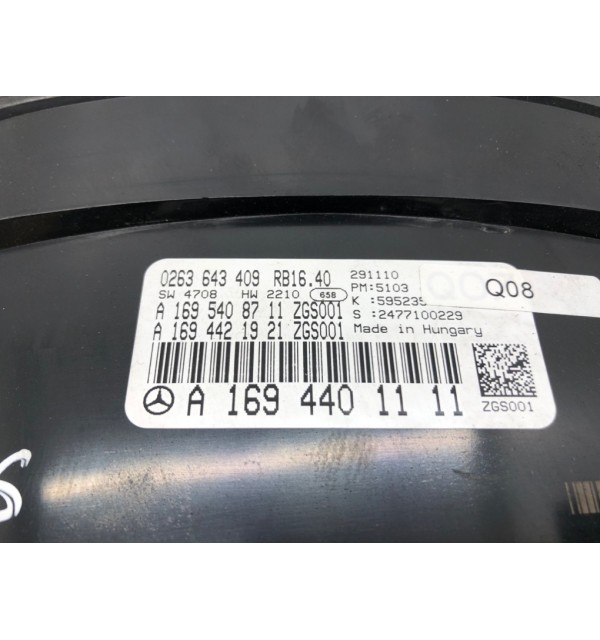 0263 643 409 RB16.40 291110
PM:5103
SW 4708 HW 2210 658 K :595235
Q08
A 169 540 87 11 ZGS001 S :2477100229
A 169 442 19 21 ZGS001 Made in Hungary
A 169 440 11 11
ZGS001